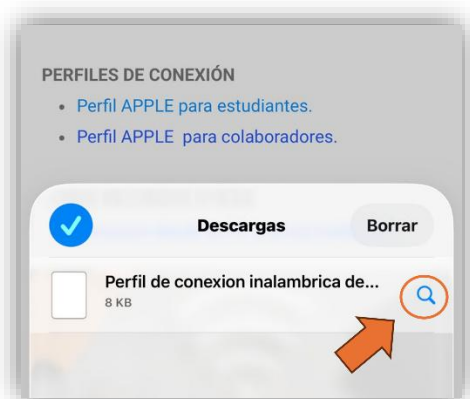 PERFILES DE CONEXIÓN
• Perfil APPLE para estudiantes.
• Perfil APPLE para colaboradores.
Descargas
Borrar
Perfil de conexion inalambrica de...
8 KB